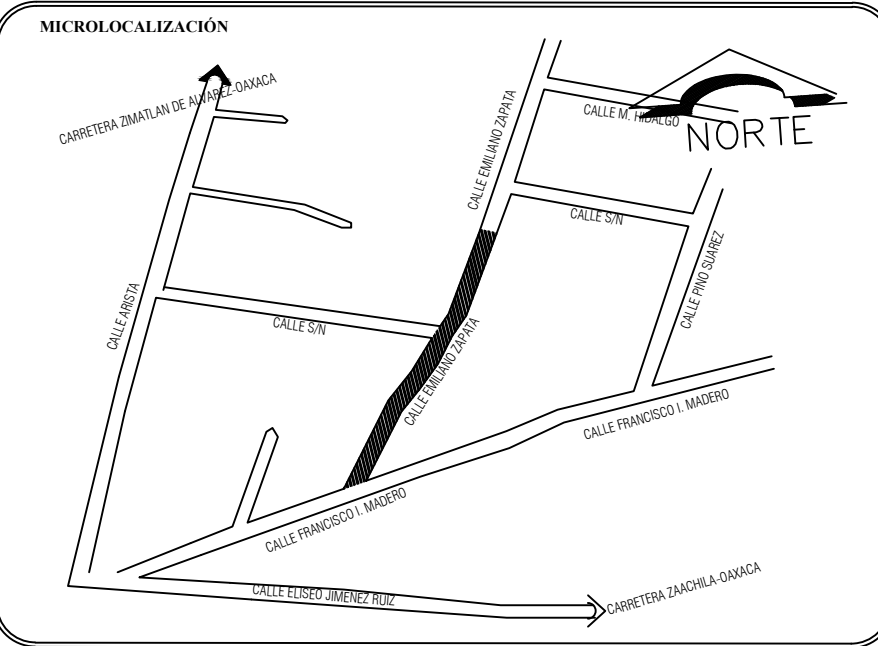 MICROLOCALIZACIÓN
CARRETERA ZIMATLAN DE ALVAREZ-OAXACA
CALLE EMILIANO ZAPATA
CALLE M. HIDALGO
NORTE
CALLE S/N
CALLE PINO SUAREZ
CALLE ARISTA
CALLE S/N
CALLE EMILIANO ZAPATA
CALLE FRANCISCO I. MADERO
CALLE FRANCISCO I. MADERO
CALLE ELISEO JIMENEZ RUIZ
CARRETERA ZAACHILA-OAXACA